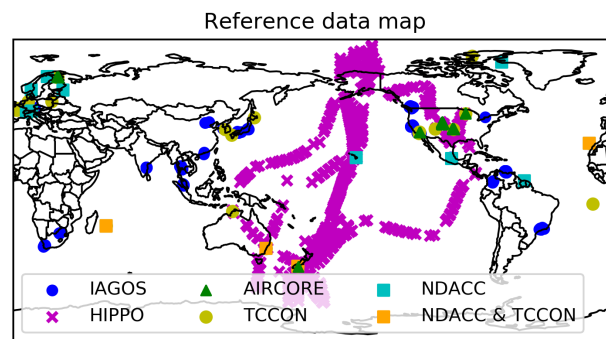 Reference data map
IAGOS AIRCORE NDACC
HIPPO TCCON NDACC & TCCON